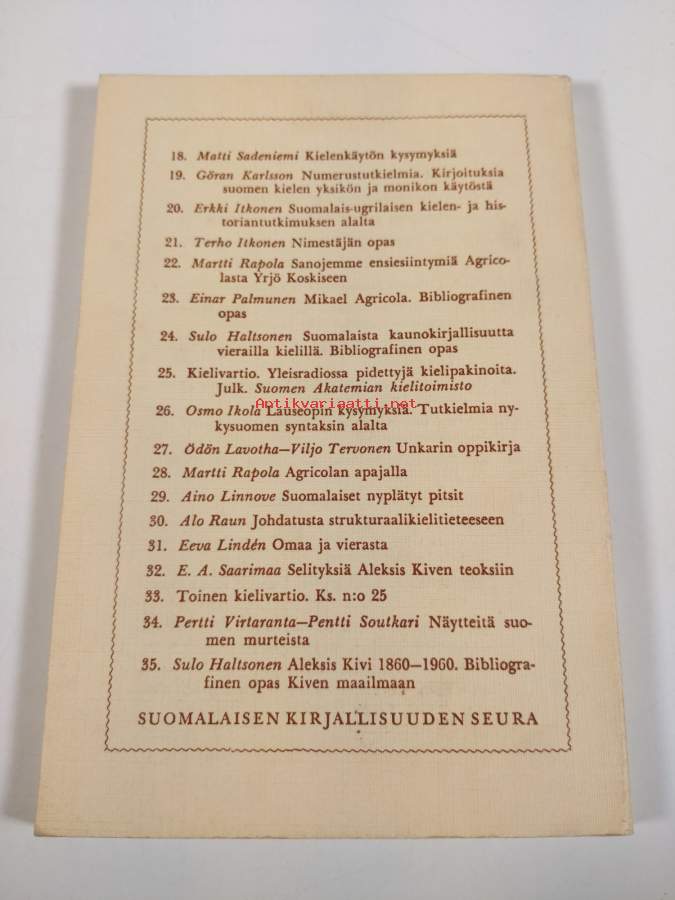 18. Matti Sadeniemi Kielenkäytön kysymyksiä
19. Göran Karlsson Numerustutkielmia. Kirjoituksia
suomen kielen yksikön ja monikon käytöstä
20. Erkki Itkonen Suomalais-ugrilaisen kielen- ja his-
toriantutkimuksen alalta
21. Terho Itkonen Nimestäjän opas
22. Martti Rapola Sanojemme ensiesiintymiä Agrico-
lasta Yrjö Koskiseen
23. Einar Palmunen Mikael Agricola. Bibliografinen
opas
24. Sulo Haltsonen Suomalaista kaunokirjallisuutta
vierailla kielillä. Bibliografinen opas
25. Kielivartio. Yleisradiossa pidettyjä kielipakinoita.
Julk. Suomen Akatemian kielitoimisto
Antikvariaatti.net
26. Osmo Ikola Lauseopin kysymyksiä. Tutkielmia ny-
kysuomen syntaksin alalta
27. Ödön Lavotha—Viljo Tervonen Unkarin oppikirja
28. Martti Rapola Agricolan apajalla
29. Aino Linnove Suomalaiset nyplätyt pitsit
30. Alo Raun Johdatusta strukturaalikielitieteeseen
31. Eeva Lindén Omaa ja vierasta
32. E. A. Saarimaa Selityksiä Aleksis Kiven teoksiin
33. Toinen kielivartio. Ks. n:o 25
34. Pertti Virtaranta—Pentti Soutkari Näytteitä suo-
men murteista
35. Sulo Haltsonen Aleksis Kivi 1860—1960. Bibliogra-
finen opas Kiven maailmaan
SUOMALAISEN KIRJALLISUUDEN SEURA